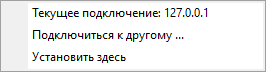 Текущее подключение: 127.0.0.1
Подключиться к другому ...
Установить здесь